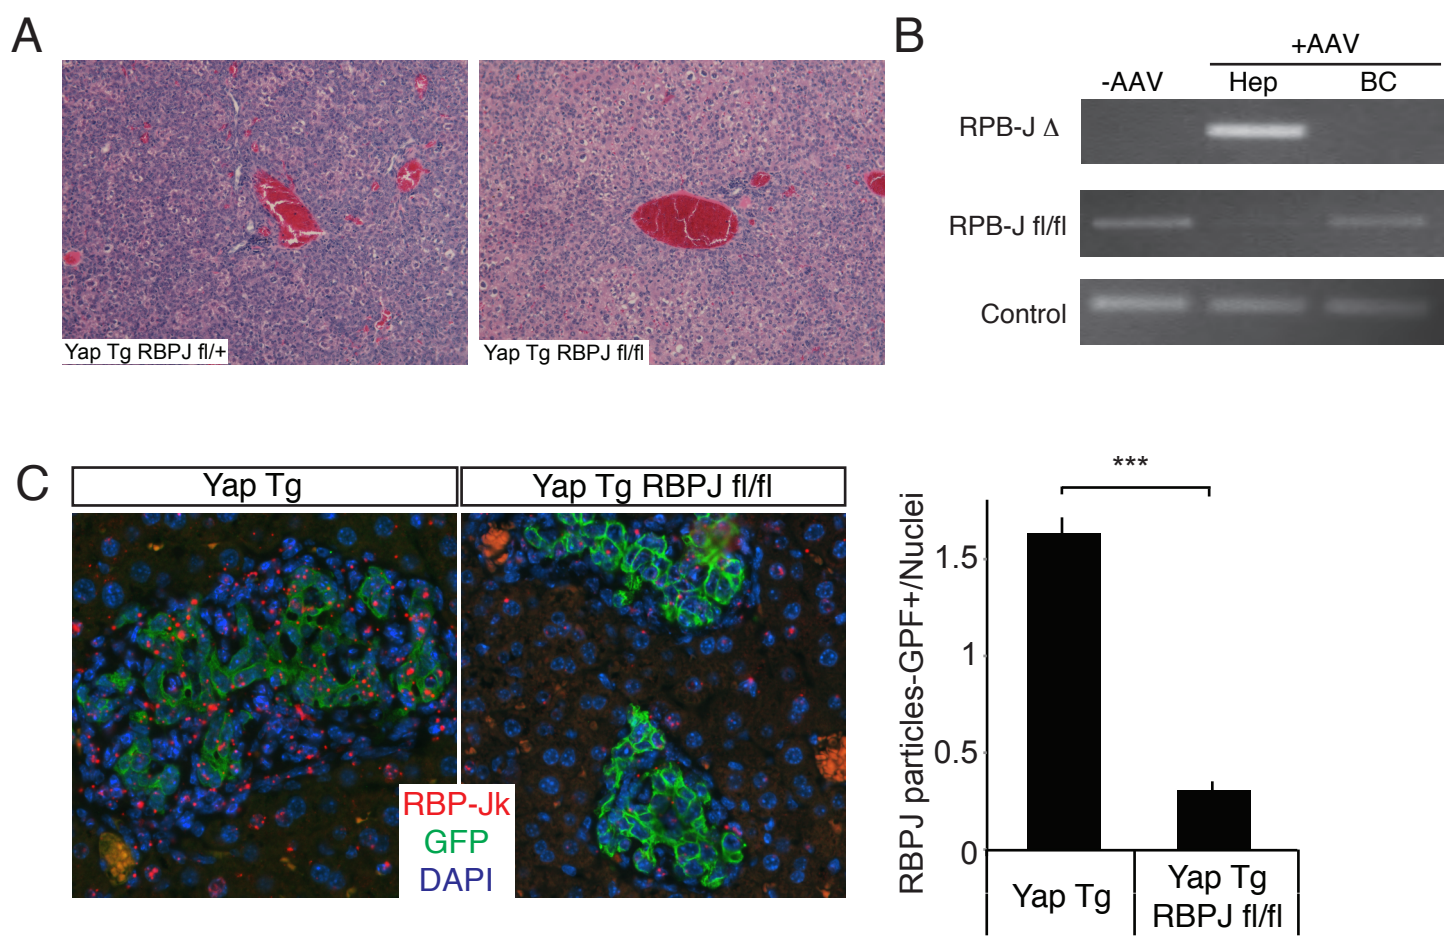 A
Yap Tg RBPJ fl/+
Yap Tg RBPJ fl/fl
B
+AAV
-AAV Hep BC
RPB-J Δ
RPB-J fl/fl
Control
C
Yap Tg
Yap Tg RBPJ fl/fl
RBP-Jk
GFP
DAPI
RBPJ particles-GPF+/Nuclei
***
1.5
1
0.5
0
Yap Tg
Yap Tg
RBPJ fl/fl